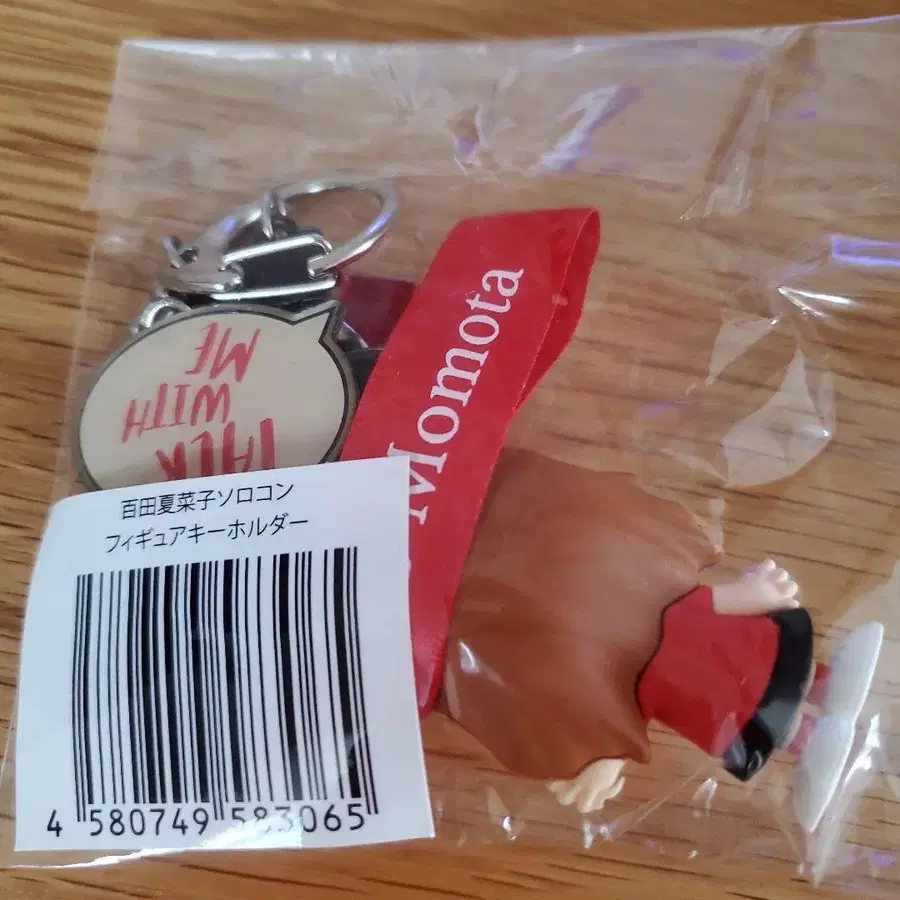 TALK
WITH
ME
Momota
百田夏菜子ソロコン
フィギュアキーホルダー
4 580749 583065